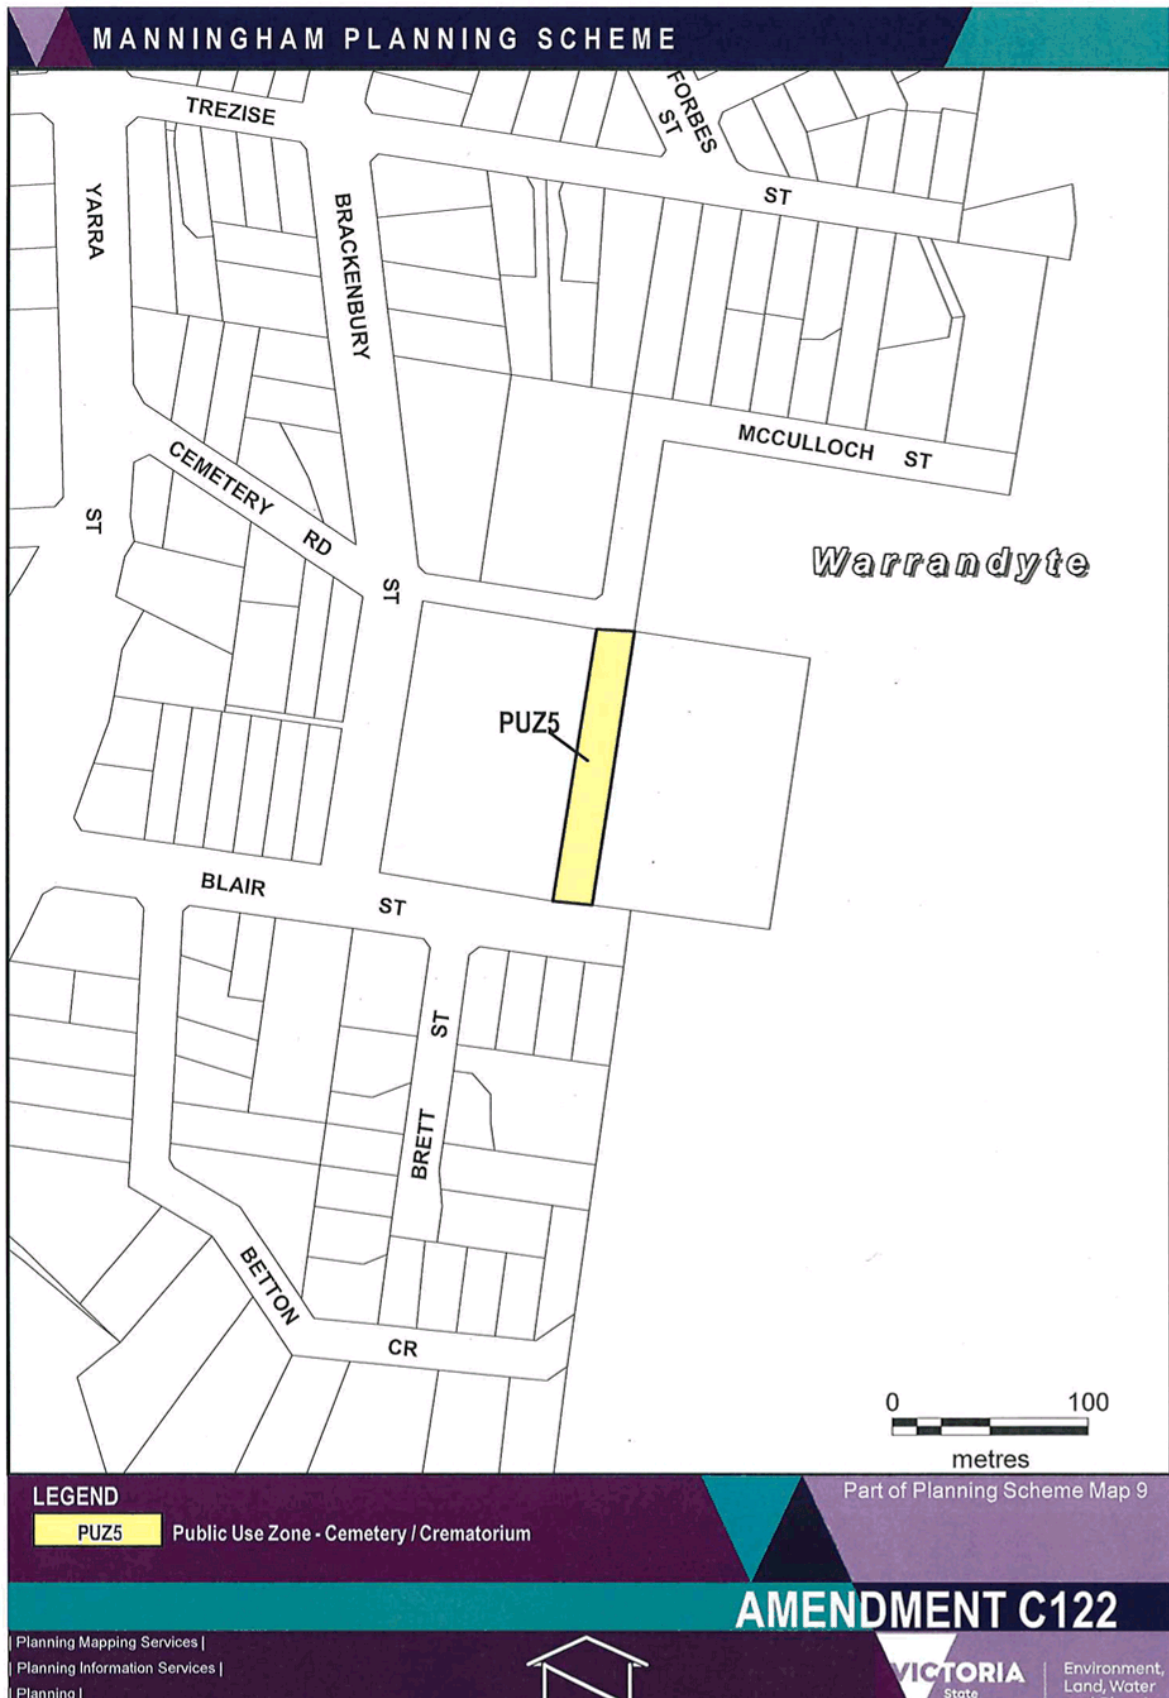 MANNINGHAM PLANNING SCHEME
TREZISE
FORBES
ST
ST
YARRA
BRACKENBURY
MCCULLOCH ST
CEMETERY
RD
ST
ST
Warrandyte
PUZ5
BLAIR
ST
ST
BRETT
BETTON
CR
0 100
metres
LEGEND
Part of Planning Scheme Map 9
PUZ5 Public Use Zone - Cemetery / Crematorium
AMENDMENT C122
| Planning Mapping Services |
| Planning Information Services |
| Planning |
VICTORIA
State
Environment,
Land, Water